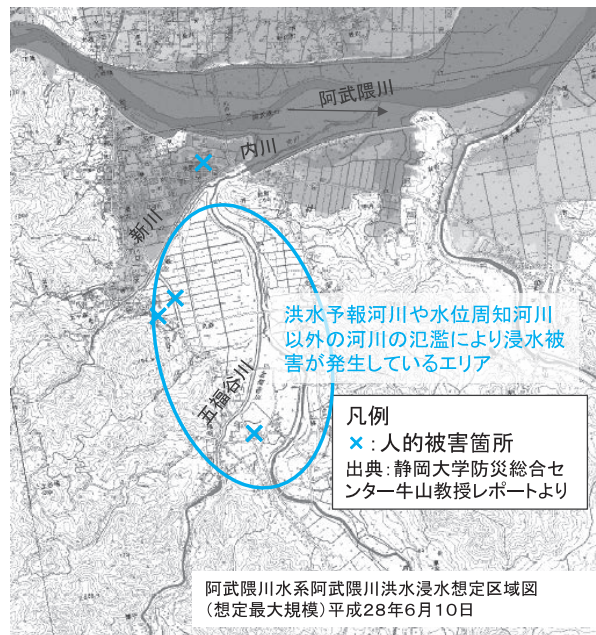 阿武隈川
内川
新川
洪水予報河川や水位周知河川
以外の河川の氾濫により浸水被
害が発生しているエリア
五福谷川
凡例
×:人的被害箇所
出典:静岡大学防災総合セ
ンター牛山教授レポートより
阿武隈川水系阿武隈川洪水浸水想定区域図
(想定最大規模)平成28年6月10日